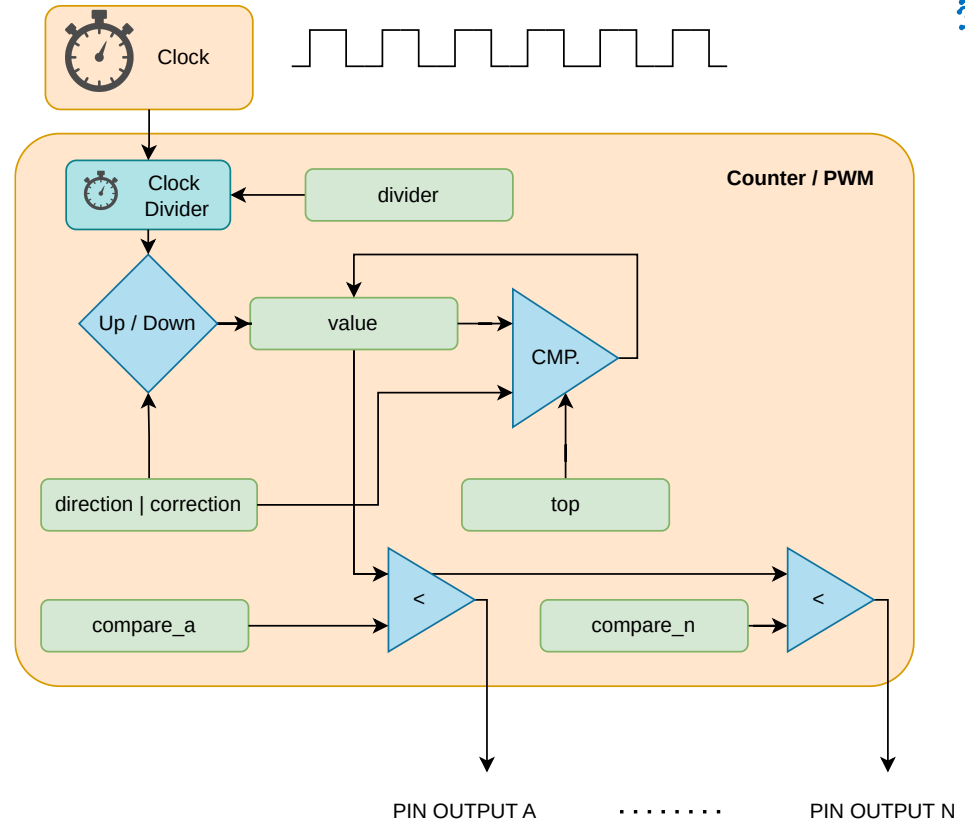 Clock
Counter / PWM
Clock
Divider
divider
Up / Down
value
CMP.
direction | correction
top
<
<
compare_a
compare_n
PIN OUTPUT A
........
PIN OUTPUT N